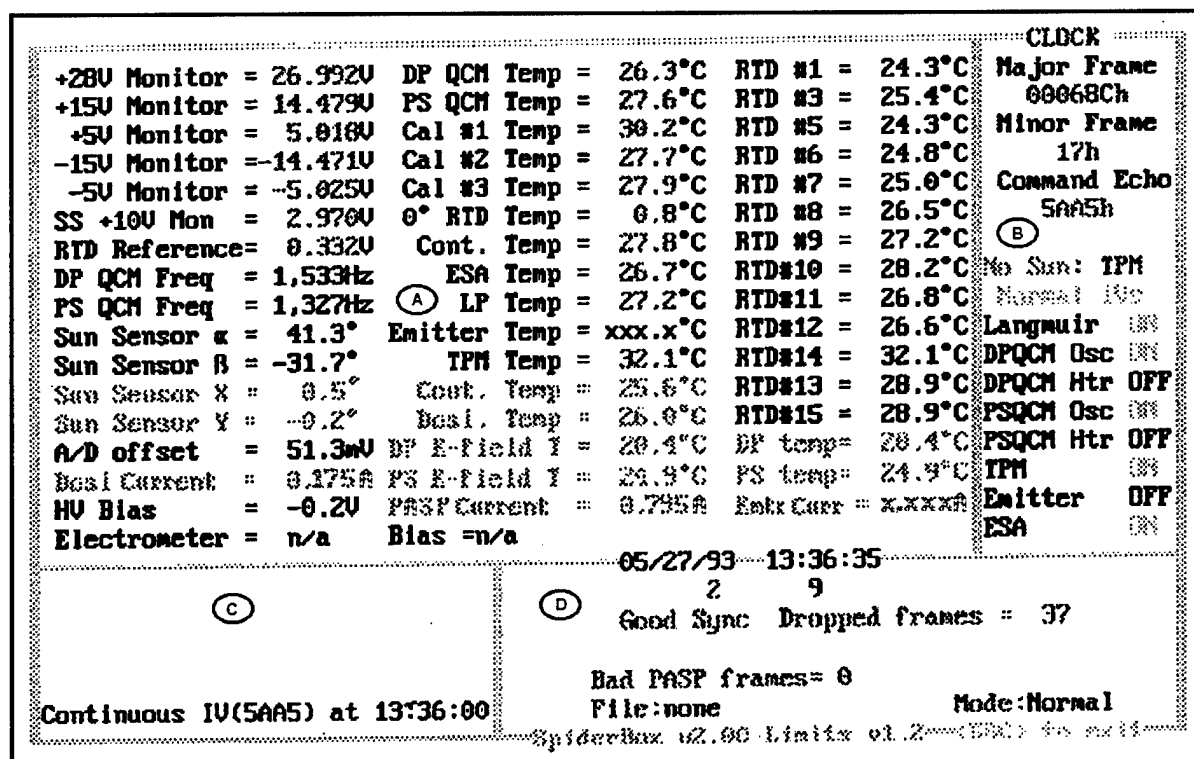 CLOCK
+28V Monitor = 26.992V DP QCM Temp = 26.3°C RTD #1 = 24.3°C Major Frame
+15V Monitor = 14.479V PS QCM Temp = 27.6°C RTD #3 = 25.4°C 00068Ch
+5V Monitor = 5.018V Cal #1 Temp = 30.2°C RTD #5 = 24.3°C Minor Frame
-15V Monitor =-14.471V Cal #2 Temp = 27.7°C RTD #6 = 24.8°C 17h
-5V Monitor = -5.025V Cal #3 Temp = 27.9°C RTD #7 = 25.0°C Command Echo
SS +10V Mon = 2.970V 0° RTD Temp = 0.8°C RTD #8 = 26.5°C 5AA5h
RTD Reference= 0.332V Cont. Temp = 27.8°C RTD #9 = 27.2°C B
DP QCM Freq = 1,533Hz ESA Temp = 26.7°C RTD#10 = 28.2°C No Sun: TPM
PS QCM Freq = 1,327Hz A LP Temp = 27.2°C RTD#11 = 26.8°C Normal IVs
Sun Sensor α = 41.3° Emitter Temp = xxx.x°C RTD#12 = 26.6°C Langmuir ON
Sun Sensor β = -31.7° TPM Temp = 32.1°C RTD#14 = 32.1°C DPQCM Osc ON
Sun Sensor X = 0.5° Cont. Temp = 25.6°C RTD#13 = 28.9°C DPQCM Htr OFF
Sun Sensor Y = -0.2° Dosi. Temp = 26.0°C RTD#15 = 28.9°C PSQCM Osc ON
A/D offset = 51.3mV DP E-Field T = 20.4°C DP temp= 20.4°C PSQCM Htr OFF
Dosi Current = 0.175A PS E-Field T = 24.9°C PS temp= 24.9°C TPM ON
HV Bias = -0.2V PASP Current = 0.795A Emtr Curr = x.xxxA Emitter OFF
Electrometer = n/a Bias =n/a ESA ON
05/27/93 13:36:35
2 9
C D
Good Sync Dropped frames = 37
Bad PASP frames= 0
Continuous IV(5AA5) at 13:36:00 File:none Mode:Normal
SpiderBox v2.00 Limits v1.2 to exit